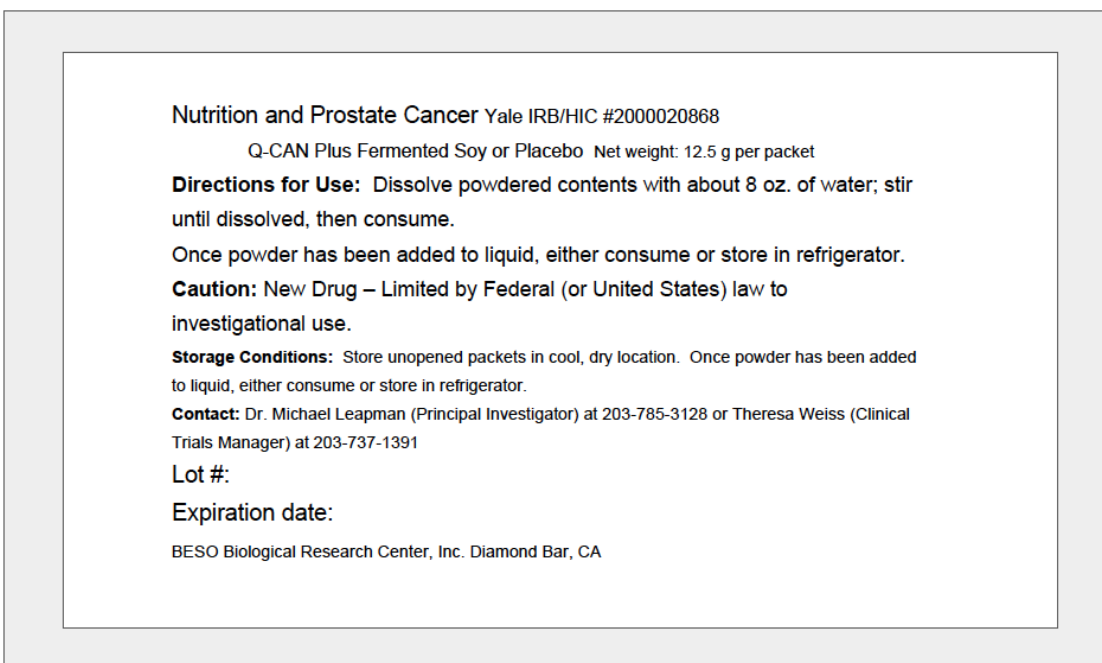 Nutrition and Prostate Cancer Yale IRB/HIC #2000020868
Q-CAN Plus Fermented Soy or Placebo Net weight: 12.5 g per packet
Directions for Use: Dissolve powdered contents with about 8 oz. of water; stir
until dissolved, then consume.
Once powder has been added to liquid, either consume or store in refrigerator.
Caution: New Drug – Limited by Federal (or United States) law to
investigational use.
Storage Conditions: Store unopened packets in cool, dry location. Once powder has been added
to liquid, either consume or store in refrigerator.
Contact: Dr. Michael Leapman (Principal Investigator) at 203-785-3128 or Theresa Weiss (Clinical
Trials Manager) at 203-737-1391
Lot #:
Expiration date:
BESO Biological Research Center, Inc. Diamond Bar, CA